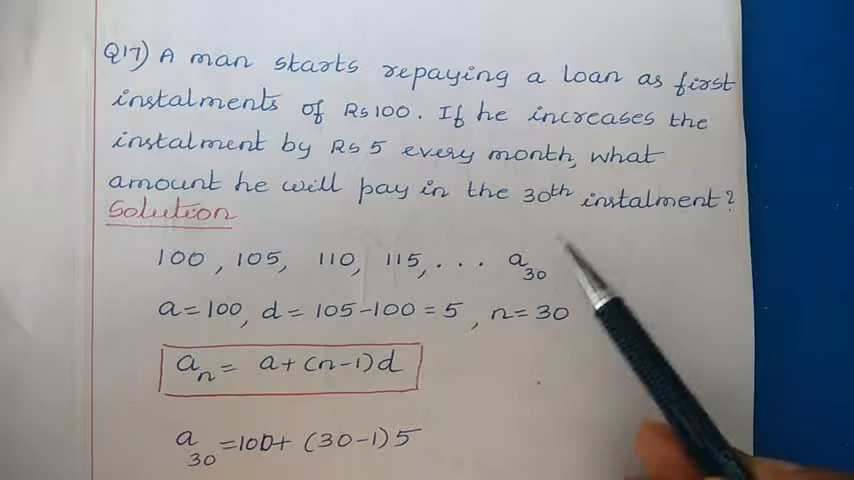 Q17) A man starts repaying a loan as first
instalments of Rs 100. If he increases the
instalment by Rs 5 every month, what
amount he will pay in the 30th instalment?
Solution
100, 105, 110, 115, ... a₃₀
a = 100, d = 105-100 = 5, n = 30
aₙ = a + (n-1)d
a₃₀ = 100 + (30-1)5